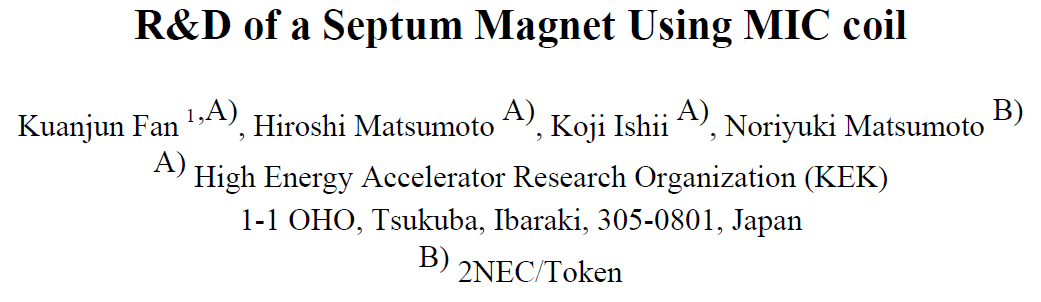 R&D of a Septum Magnet Using MIC coil
Kuanjun Fan 1,A), Hiroshi Matsumoto A), Koji Ishii A), Noriyuki Matsumoto B)
A) High Energy Accelerator Research Organization (KEK)
1-1 OHO, Tsukuba, Ibaraki, 305-0801, Japan
B) 2NEC/Token